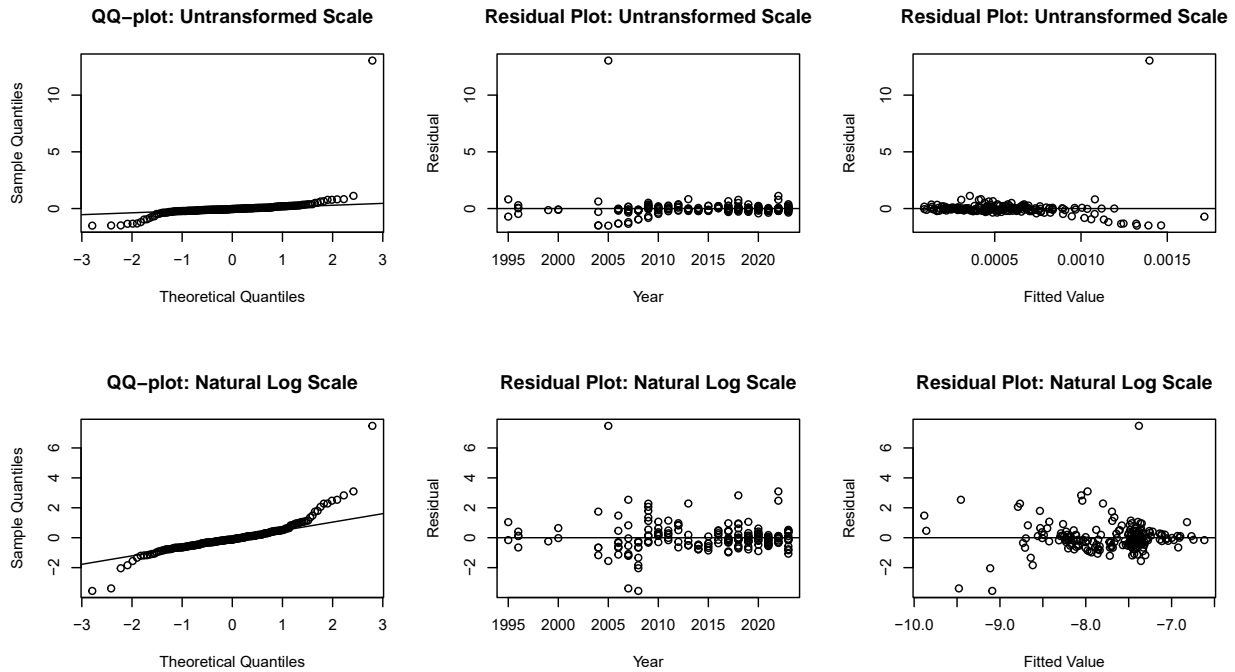 QQ−plot: Untransformed Scale
Sample Quantiles
10
5
0
−3 −2 −1 0 1 2 3
Theoretical Quantiles
Residual Plot: Untransformed Scale
Residual
10
5
0
1995 2000 2005 2010 2015 2020
Year
Residual Plot: Untransformed Scale
Residual
10
5
0
0.0005 0.0010 0.0015
Fitted Value
QQ−plot: Natural Log Scale
Sample Quantiles
6
4
2
0
−2
−3 −2 −1 0 1 2 3
Theoretical Quantiles
Residual Plot: Natural Log Scale
Residual
6
4
2
0
−2
1995 2000 2005 2010 2015 2020
Year
Residual Plot: Natural Log Scale
Residual
6
4
2
0
−2
−10.0 −9.0 −8.0 −7.0
Fitted Value